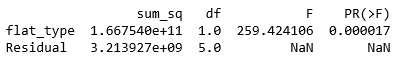 sum_sq df F PR(>F)
flat_type 1.667540e+11 1.0 259.424106 0.000017
Residual 3.213927e+09 5.0 NaN NaN